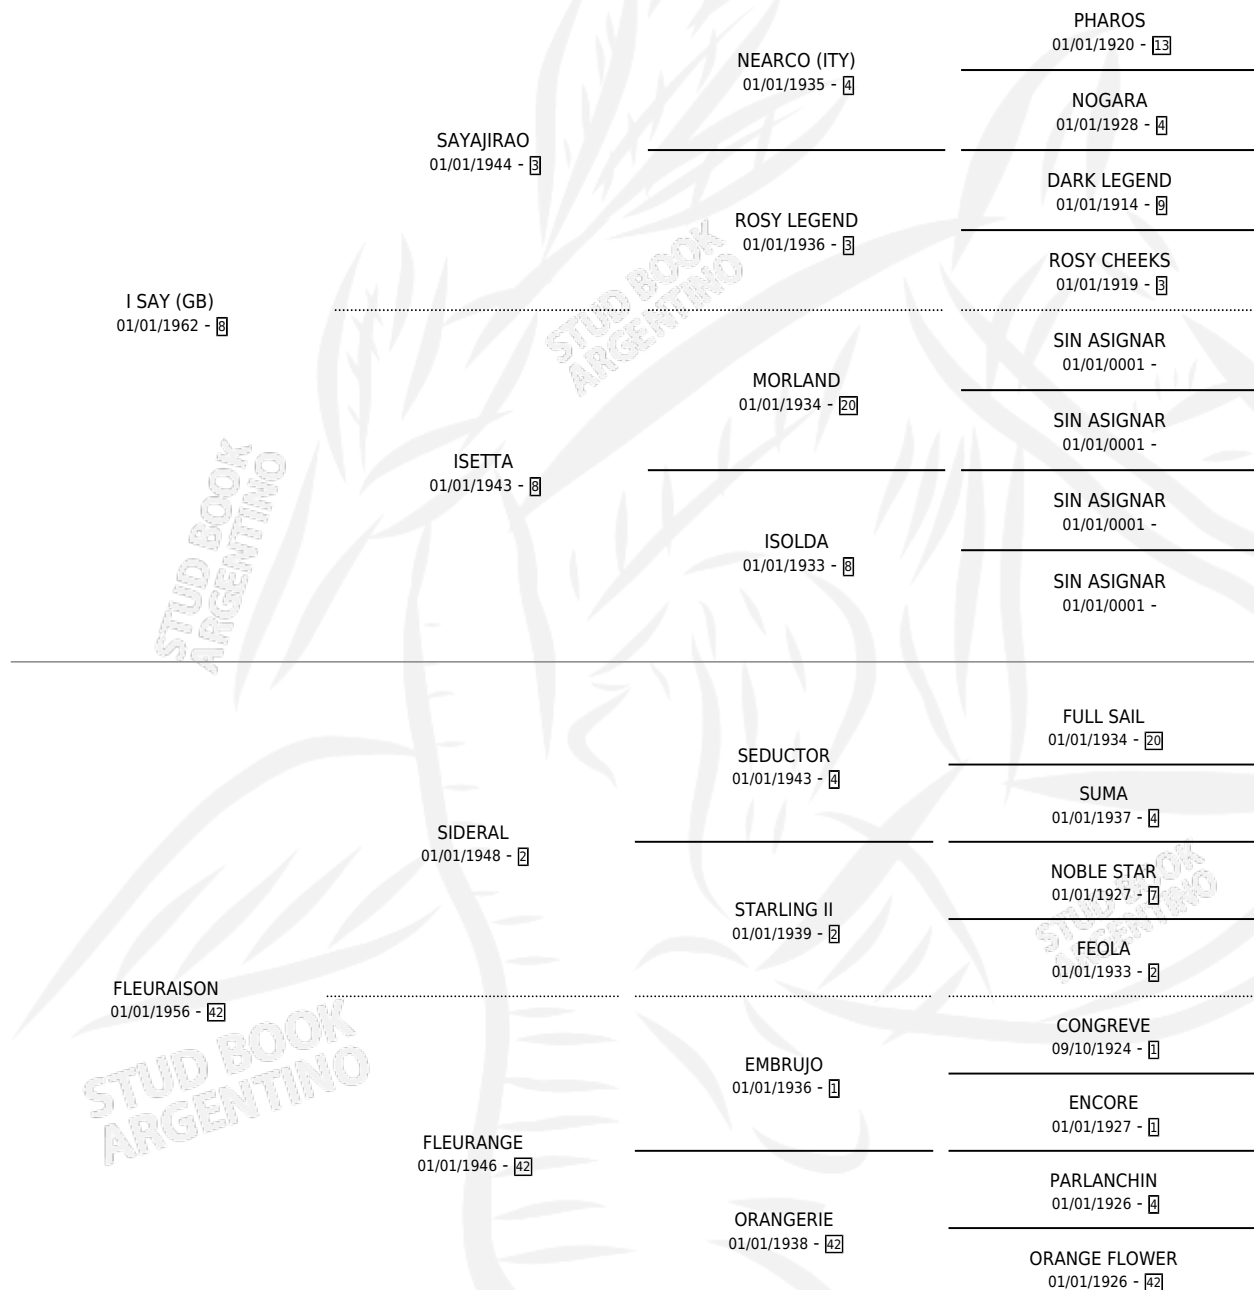 PHAROS
01/01/1920 - 13
NEARCO (ITY)
01/01/1935 - 4
NOGARA
01/01/1928 - 4
SAYAJIRAO
01/01/1944 - 3
DARK LEGEND
01/01/1914 - 9
ROSY LEGEND
01/01/1936 - 3
ROSY CHEEKS
01/01/1919 - 3
I SAY (GB)
01/01/1962 - 8
STUD BOOK
ARGENTINO
SIN ASIGNAR
01/01/0001 -
MORLAND
01/01/1934 - 20
SIN ASIGNAR
01/01/0001 -
ISETTA
01/01/1943 - 8
SIN ASIGNAR
01/01/0001 -
ISOLDA
01/01/1933 - 8
SIN ASIGNAR
01/01/0001 -
STUD BOOK
ARGENTINO
FULL SAIL
01/01/1934 - 20
SEDUCTOR
01/01/1943 - 4
SUMA
01/01/1937 - 4
SIDERAL
01/01/1948 - 2
NOBLE STAR
01/01/1927 - 7
STARLING II
01/01/1939 - 2
STUD BOOK
ARGENTINO
FEOLA
01/01/1933 - 2
FLEURAISON
01/01/1956 - 42
CONGREVE
09/10/1924 - 1
EMBRUJO
01/01/1936 - 1
STUD BOOK
ARGENTINO
ENCORE
01/01/1927 - 1
FLEURANGE
01/01/1946 - 42
PARLANCHIN
01/01/1926 - 4
ORANGERIE
01/01/1938 - 42
ORANGE FLOWER
01/01/1926 - 42